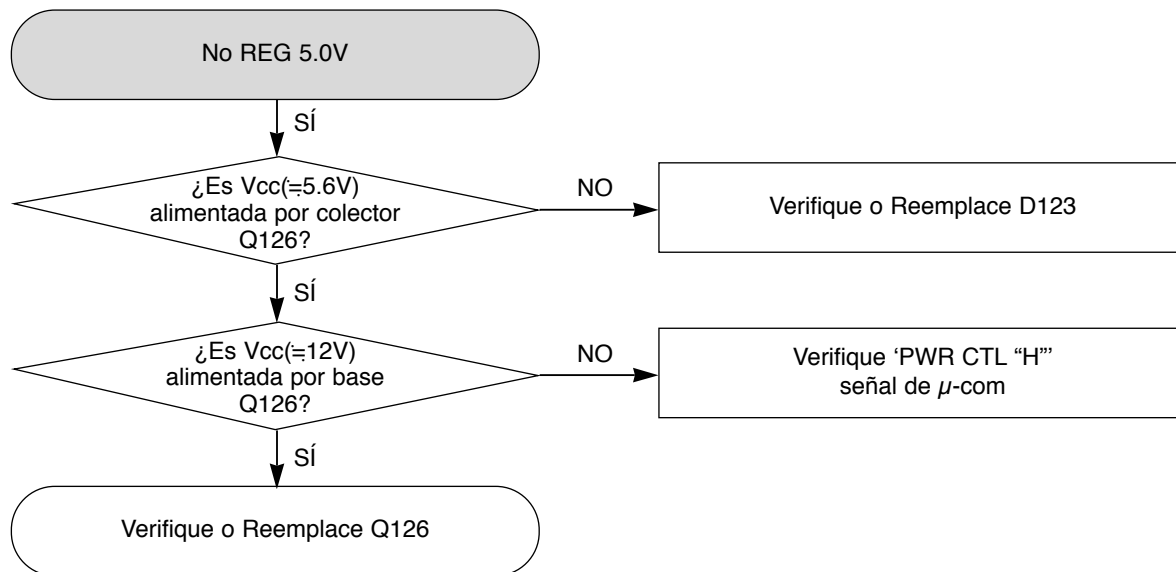 No REG 5.0V
SÍ
¿Es Vcc(≒5.6V)
alimentada por colector
Q126?
NO
Verifique o Reemplace D123
SÍ
¿Es Vcc(≒12V)
alimentada por base
Q126?
NO
Verifique ‘PWR CTL “H”’
señal de µ-com
SÍ
Verifique o Reemplace Q126